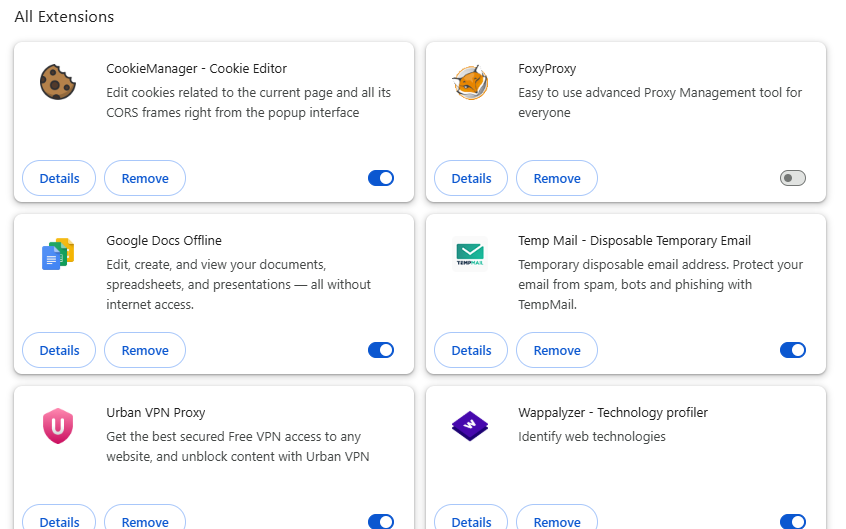 All Extensions
CookieManager - Cookie Editor
Edit cookies related to the current page and all its
CORS frames right from the popup interface
Details
Remove
FoxyProxy
Easy to use advanced Proxy Management tool for
everyone
Details
Remove
Google Docs Offline
Edit, create, and view your documents,
spreadsheets, and presentations — all without
internet access.
Details
Remove
TEMPMAIL
Temp Mail - Disposable Temporary Email
Temporary disposable email address. Protect your
email from spam, bots and phishing with
TempMail.
Details
Remove
U
Urban VPN Proxy
Get the best secured Free VPN access to any
website, and unblock content with Urban VPN
Details
Remove
W
Wappalyzer - Technology profiler
Identify web technologies
Details
Remove